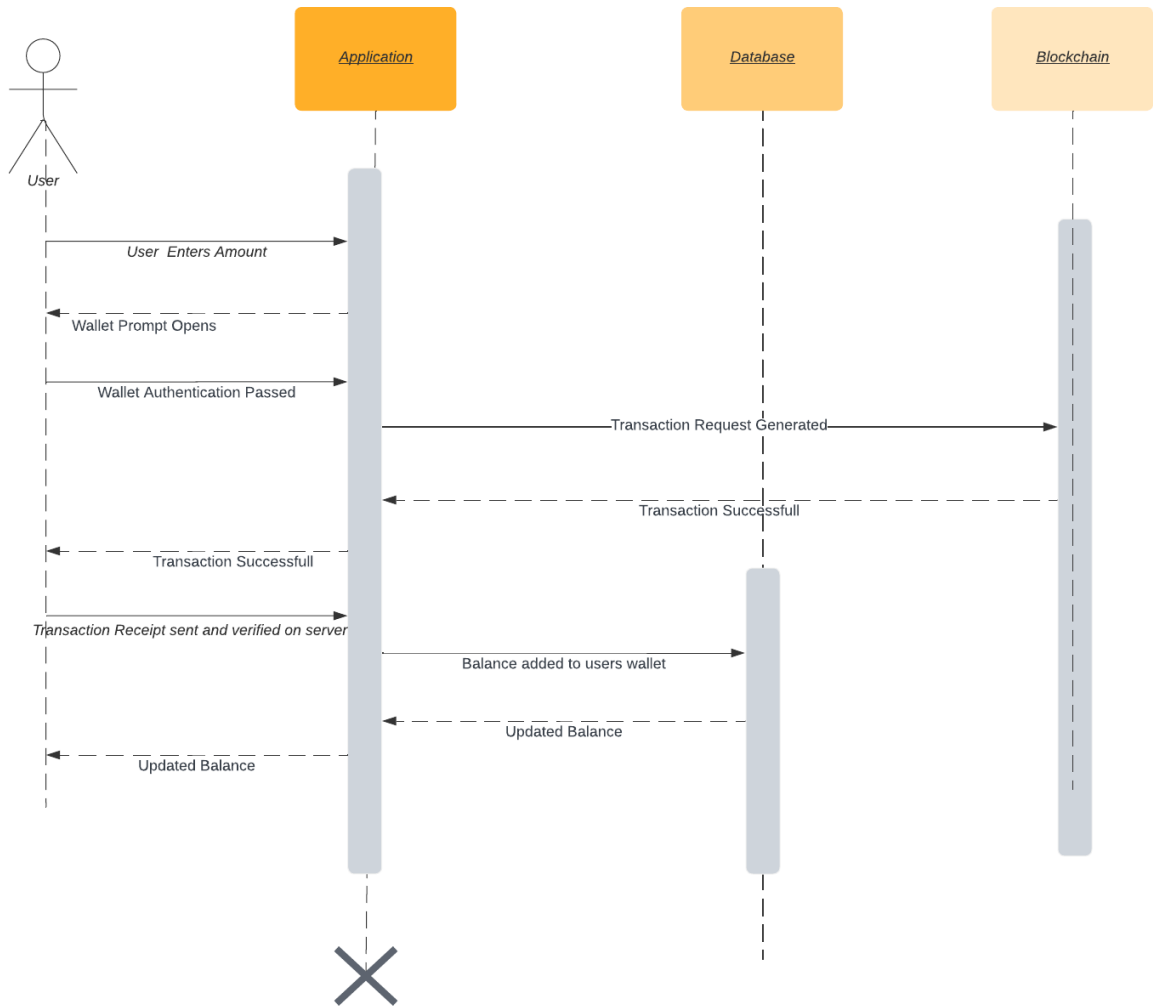 Application
Database
Blockchain
User
User Enters Amount
Wallet Prompt Opens
Wallet Authentication Passed
Transaction Request Generated
Transaction Successfull
Transaction Successfull
Transaction Receipt sent and verified on server
Balance added to users wallet
Updated Balance
Updated Balance